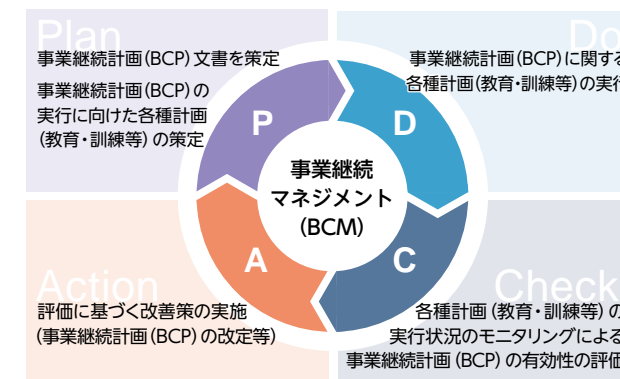 Plan
事業継続計画(BCP)文書を策定
事業継続計画(BCP)の
実行に向けた各種計画
(教育・訓練等)の策定
Do
事業継続計画(BCP)に関する
各種計画(教育・訓練等)の実行
P
D
事業継続
マネジメント
(BCM)
A
C
Action
評価に基づく改善策の実施
(事業継続計画(BCP)の改定等)
Check
各種計画(教育・訓練等)の
実行状況のモニタリングによる
事業継続計画(BCP)の有効性の評価